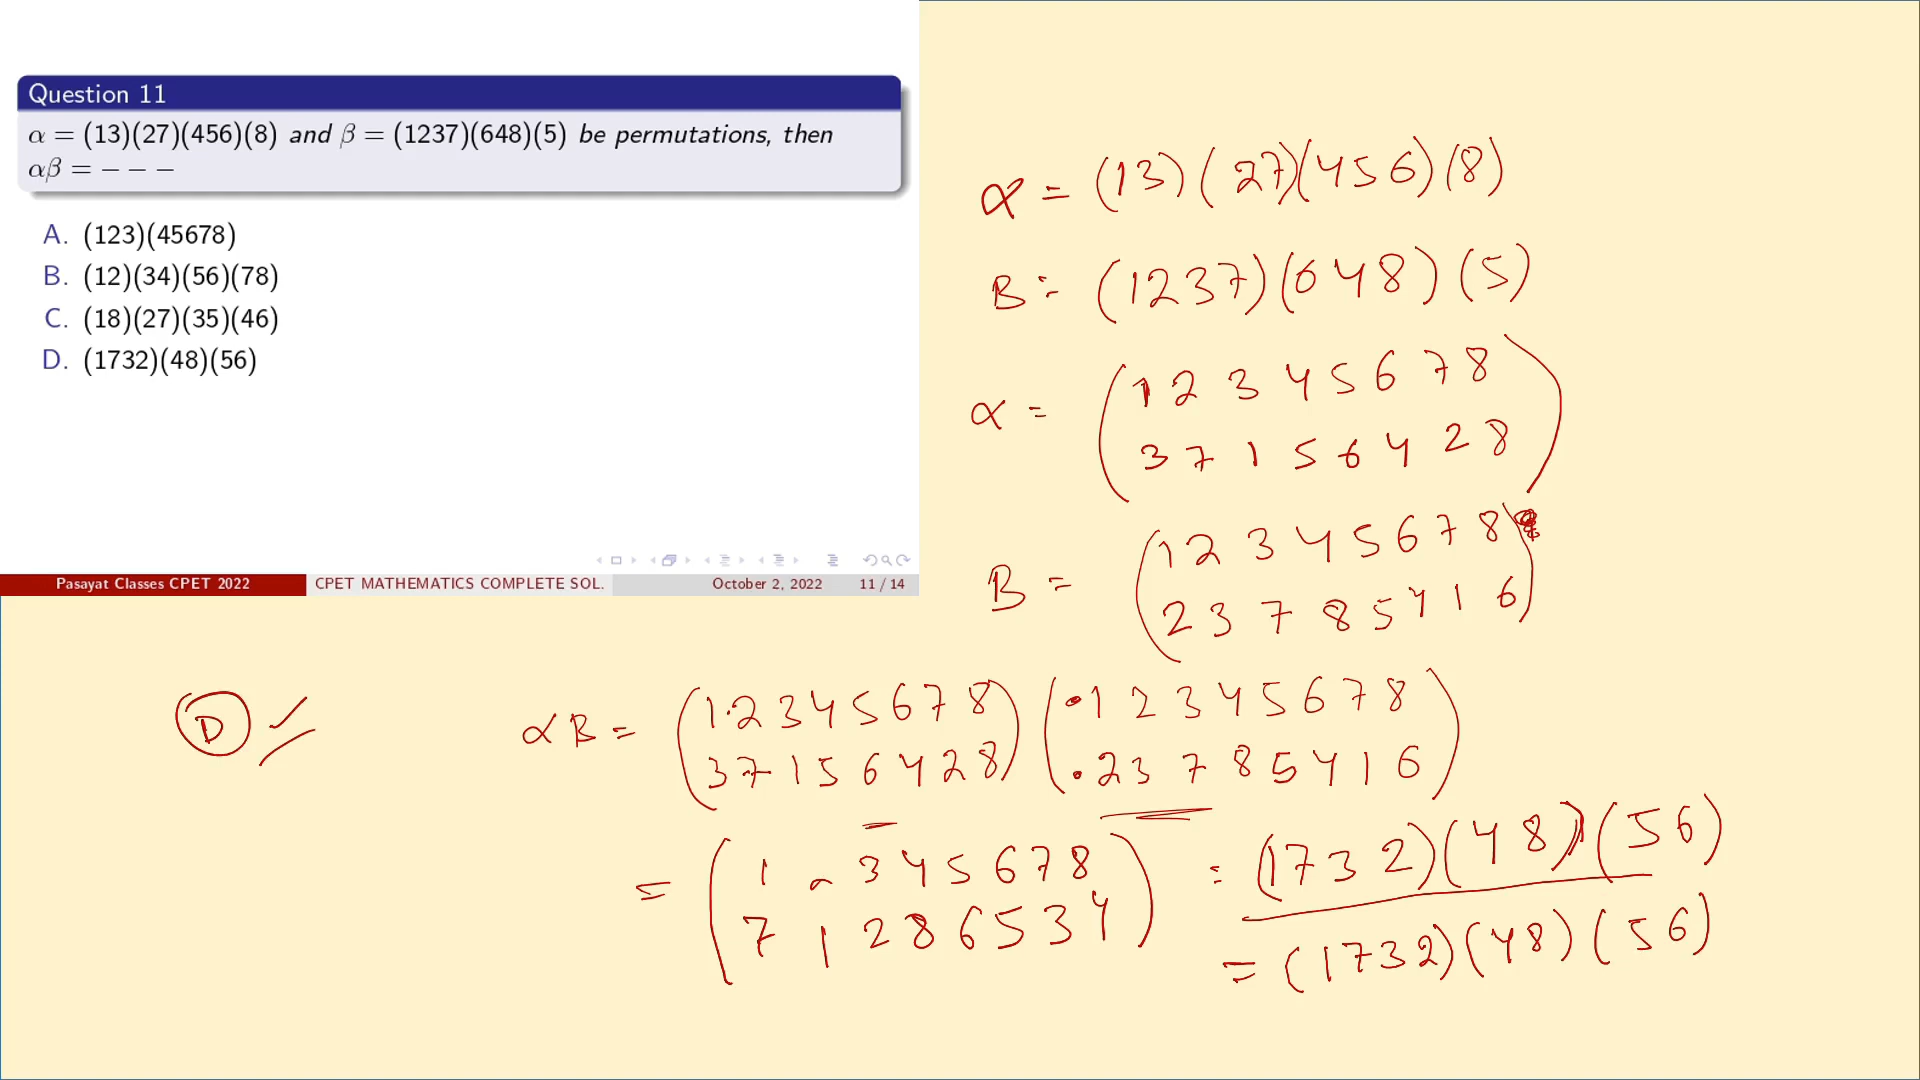 Question 11
α = (13)(27)(456)(8) and β = (1237)(648)(5) be permutations, then
αβ = − − −
A. (123)(45678)
B. (12)(34)(56)(78)
C. (18)(27)(35)(46)
D. (1732)(48)(56)
Pasayat Classes CPET 2022 CPET MATHEMATICS COMPLETE SOL. October 2, 2022 11 / 14
α = (13)(27)(456)(8)
B = (1237)(648)(5)
α = (1 2 3 4 5 6 7 8
3 7 1 5 6 4 2 8)
B = (1 2 3 4 5 6 7 8
2 3 7 8 5 4 1 6)
D
αB = (1 2 3 4 5 6 7 8) (1 2 3 4 5 6 7 8)
(3 7 1 5 6 4 2 8) (2 3 7 8 5 4 1 6)
= (1 2 3 4 5 6 7 8 = (1732)(48)(56)
7 1 2 8 6 5 3 4)
= (1732)(48)(56)